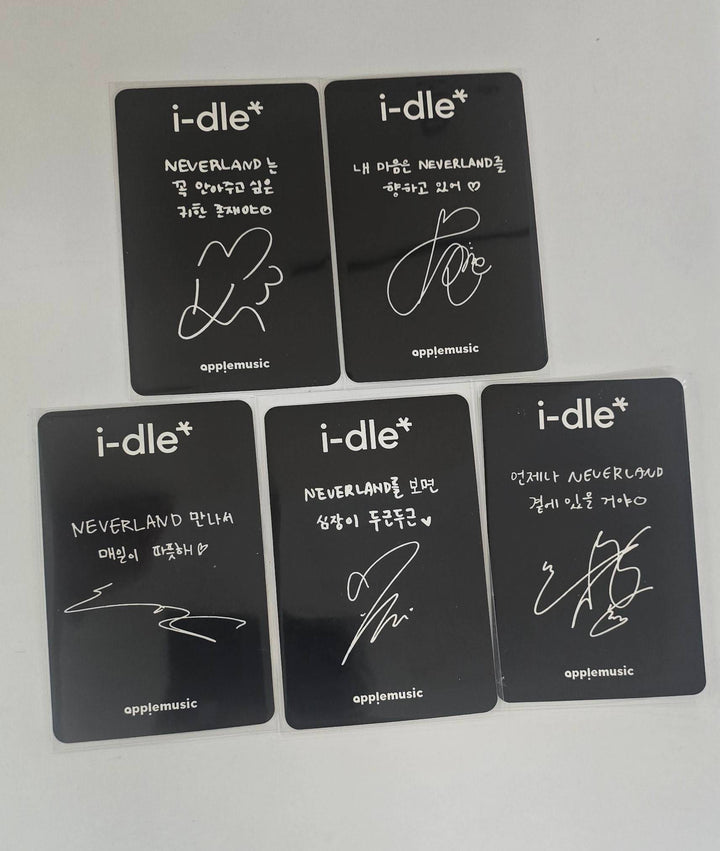 i-dle*
NEVERLAND는
꼭 안아주고 싶은
귀한 존재야♡
applemusic
i-dle*
내 마음은 NEVERLAND를
향하고 있어 ♡
applemusic
i-dle*
NEVERLAND 만나서
매일이 따뜻해♡
applemusic
i-dle*
NEVERLAND를 보면
심장이 두근두근 ♥
applemusic
i-dle*
언제나 NEVERLAND
곁에 있을 거야♡
applemusic